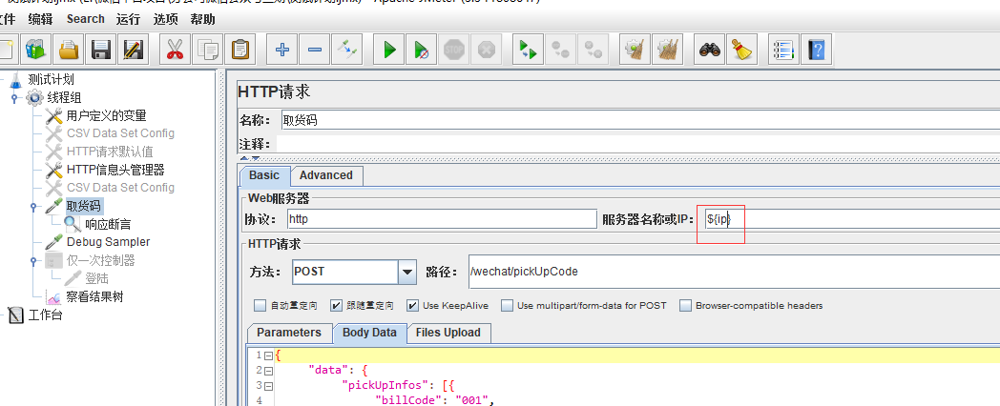 文件 编辑 Search 运行 选项 帮助
测试计划
线程组
用户定义的变量
CSV Data Set Config
HTTP请求默认值
HTTP信息头管理器
CSV Data Set Config
取货码
响应断言
Debug Sampler
仅一次控制器
登陆
察看结果树
工作台
HTTP请求
名称： 取货码
注释：
Basic Advanced
Web服务器
协议： http 服务器名称或IP： ${ip}
HTTP请求
方法： POST 路径： /wechat/pickUpCode
自动重定向 跟随重定向 Use KeepAlive Use multipart/form-data for POST Browser-compatible headers
Parameters Body Data Files Upload
1 {
2 "data": {
3 "pickUpInfos": [{
4 "billCode": "001",